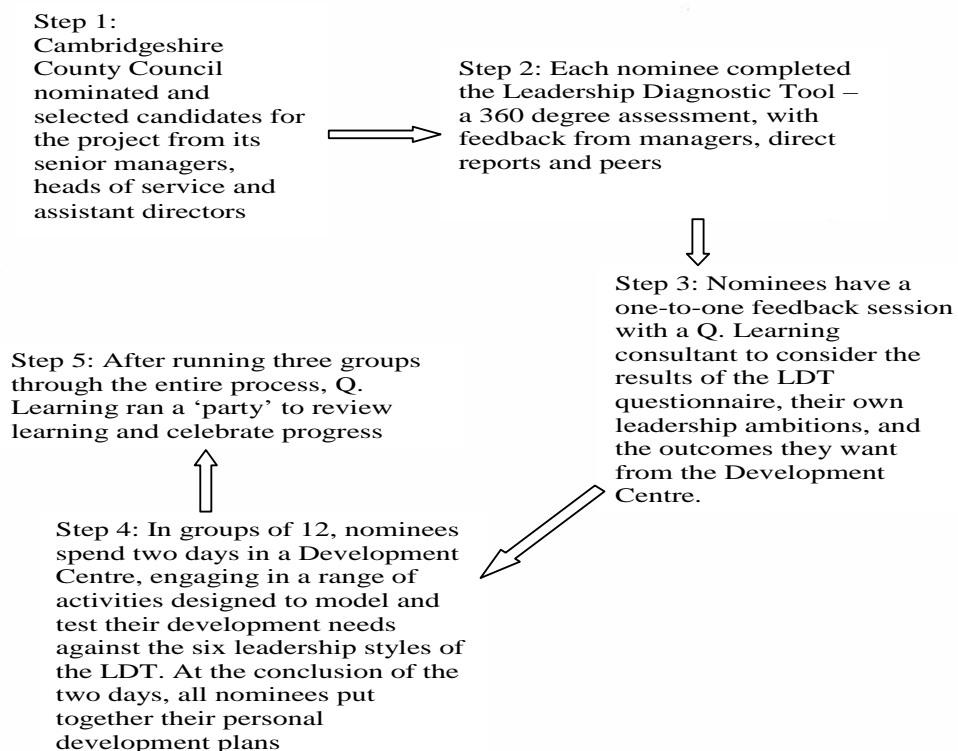 Step 1:
Cambridgeshire
County Council
nominated and
selected candidates for
the project from its
senior managers,
heads of service and
assistant directors
Step 2: Each nominee completed
the Leadership Diagnostic Tool –
a 360 degree assessment, with
feedback from managers, direct
reports and peers
Step 3: Nominees have a
one-to-one feedback session
with a Q. Learning
consultant to consider the
results of the LDT
questionnaire, their own
leadership ambitions, and
the outcomes they want
from the Development
Centre.
Step 4: In groups of 12, nominees
spend two days in a Development
Centre, engaging in a range of
activities designed to model and
test their development needs
against the six leadership styles of
the LDT. At the conclusion of the
two days, all nominees put
together their personal
development plans
Step 5: After running three groups
through the entire process, Q.
Learning ran a ‘party’ to review
learning and celebrate progress